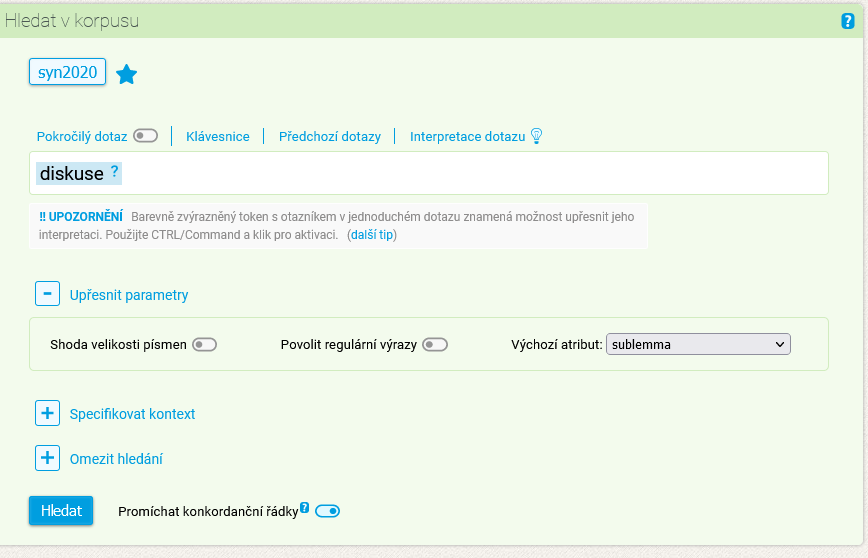 Hledat v korpusu ?
syn2020
Pokročilý dotaz Klávesnice Předchozí dotazy Interpretace dotazu
diskuse ?
!! UPOZORNĚNÍ Barevně zvýrazněný token s otazníkem v jednoduchém dotazu znamená možnost upřesnit jeho
interpretaci. Použijte CTRL/Command a klik pro aktivaci. (další tip)
Upřesnit parametry
Shoda velikosti písmen Povolit regulární výrazy Výchozí atribut: sublemma
Specifikovat kontext
Omezit hledání
Hledat Promíchat konkordanční řádky ?